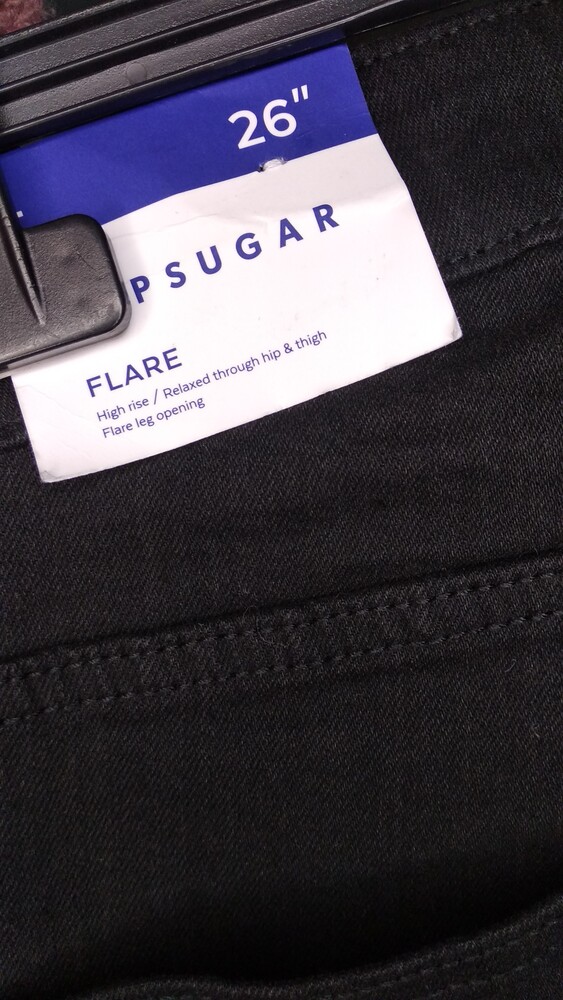 26"
PSUGAR
FLARE
High rise / Relaxed through hip & thigh
Flare leg opening